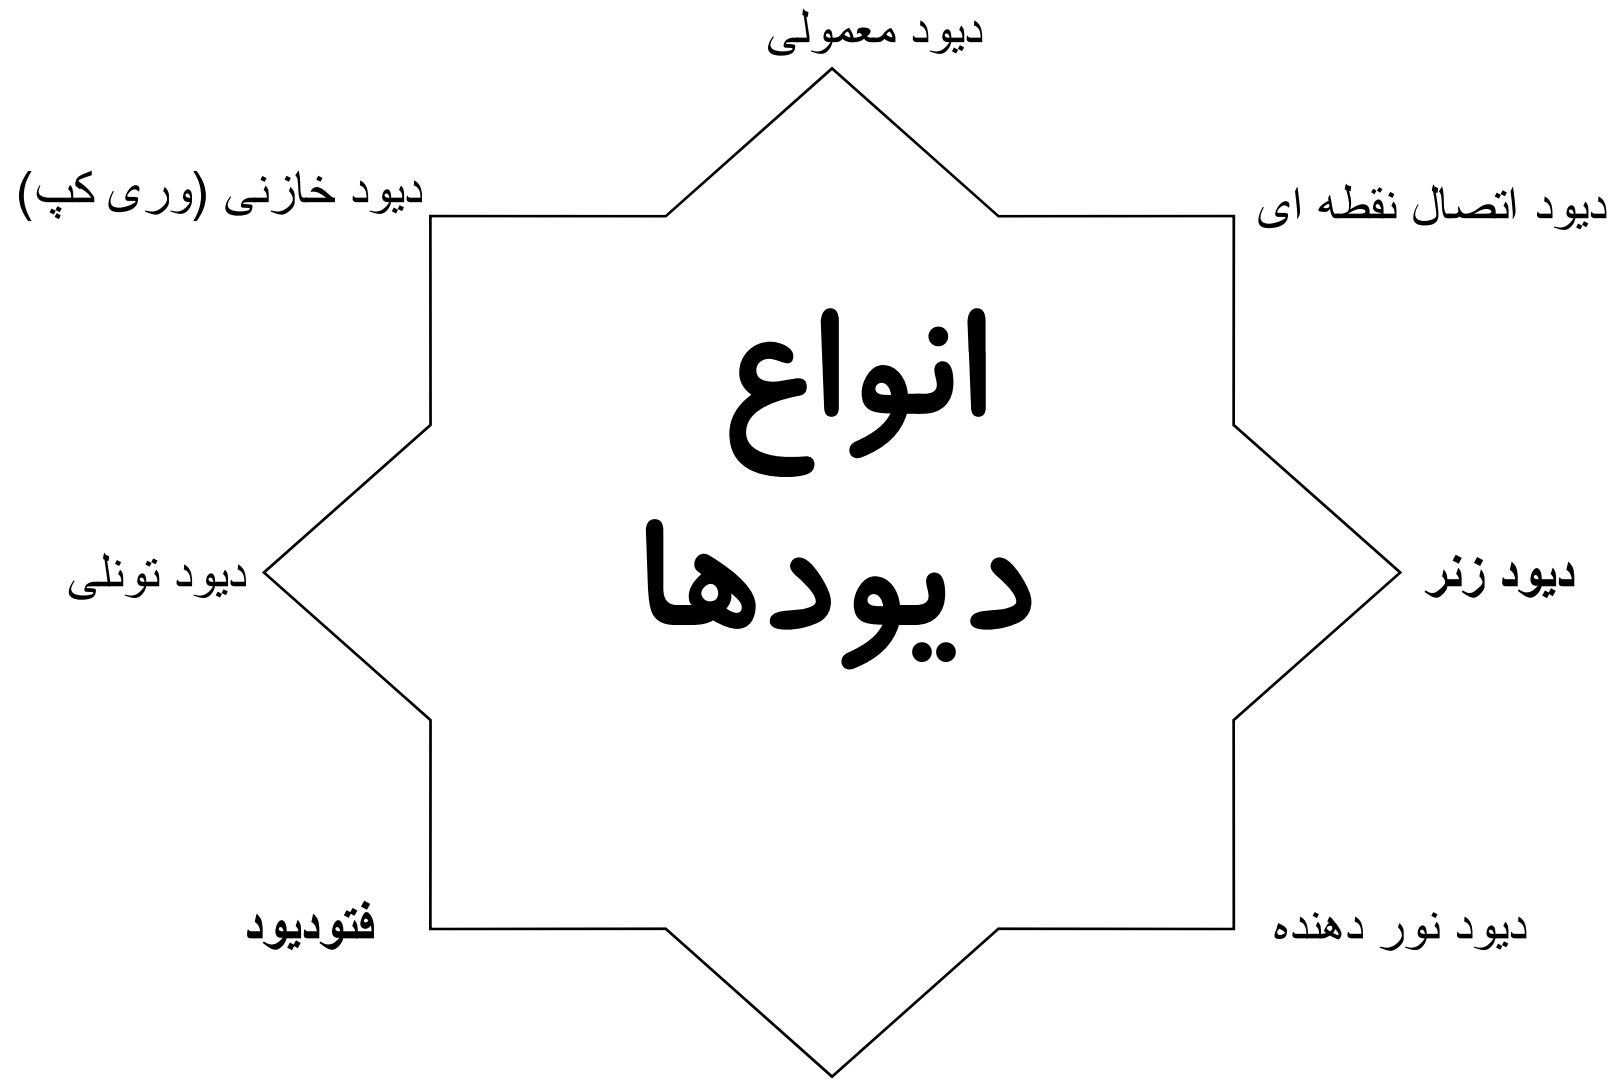 دیود معمولی
دیود اتصال نقطه ای
دیود خازنی (وری کپ)
انواع
دیودها
دیود زنر
دیود تونلی
دیود نور دهنده
فتودیود